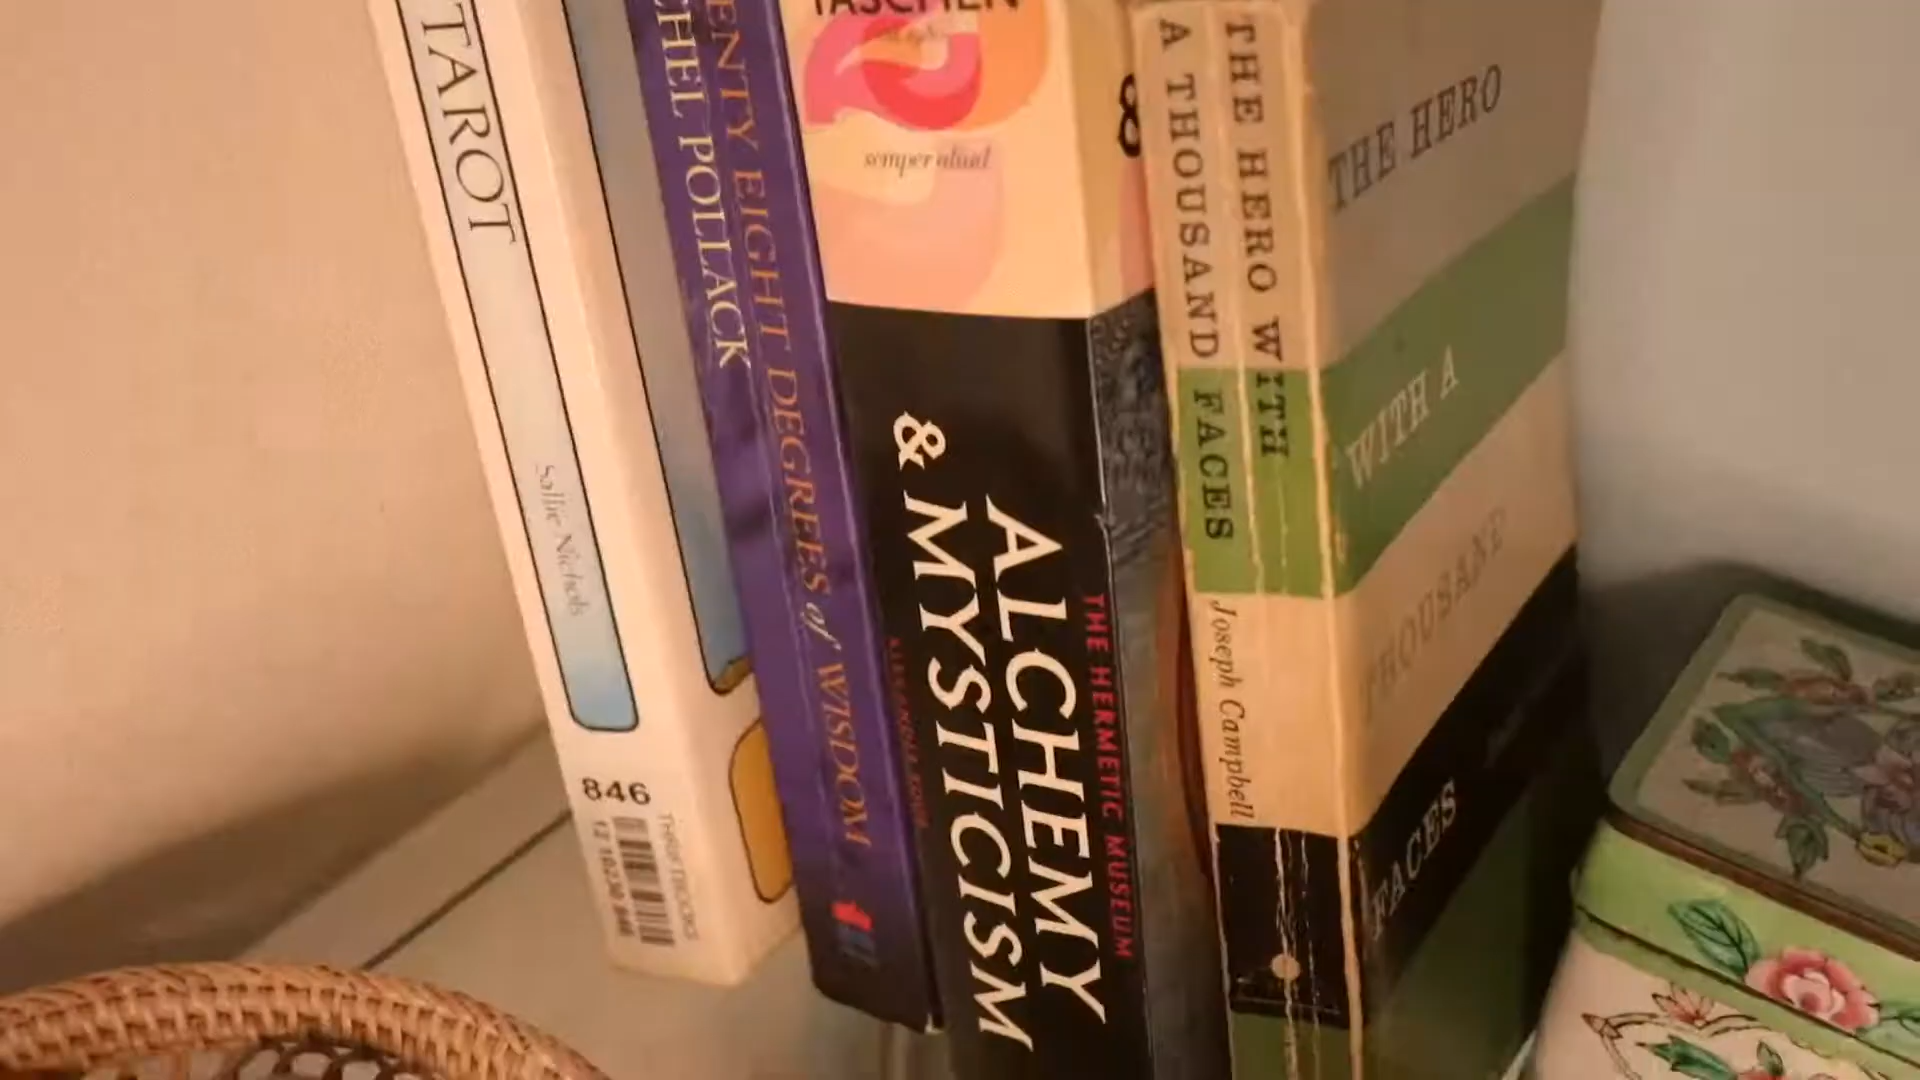 TAROT
Sallie Nichols
846
THRIFTBOOKS
CHEL POLLACK
ENTY EIGHT DEGREES of WISDOM
TASCHEN
semper aliud
ALCHEMY
& MYSTICISM
THE HERMETIC MUSEUM
&
THE HERO WITH
A THOUSAND FACES
Joseph Campbell
THE HERO
WITH A
THOUSAND
FACES